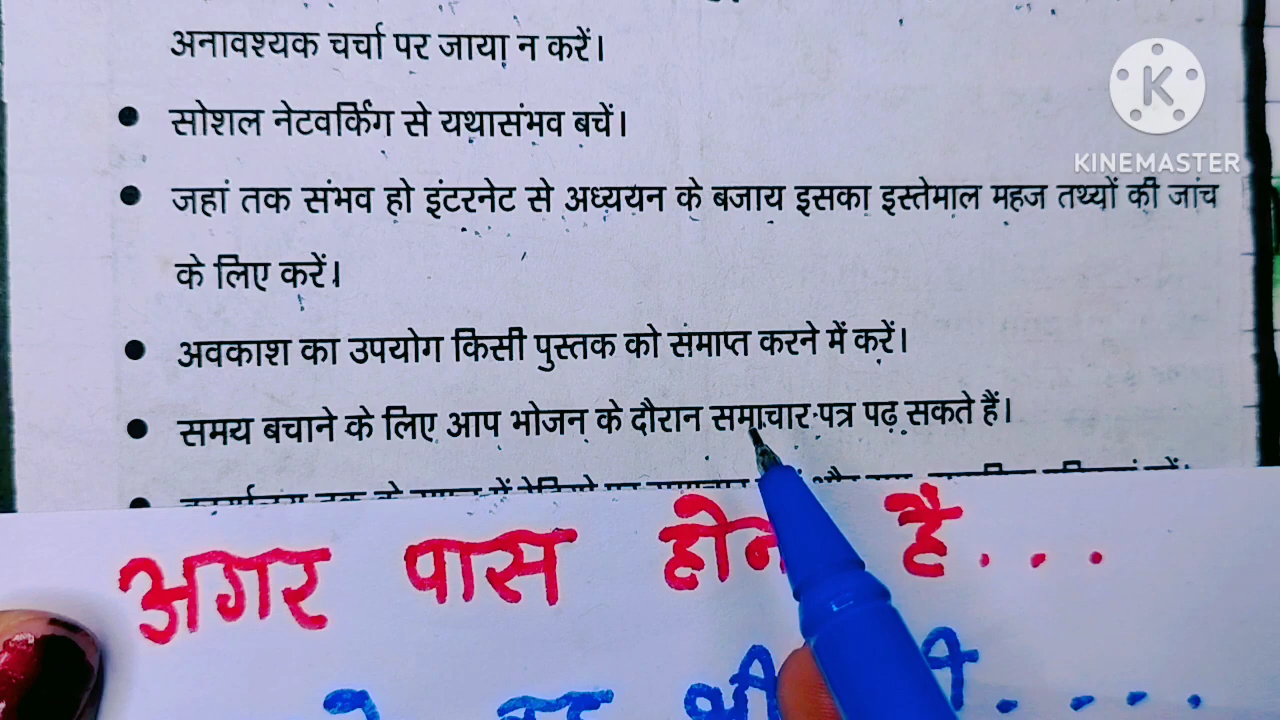 अनावश्यक चर्चा पर जाया न करें।
K
KINEMASTER
सोशल नेटवर्किंग से यथासंभव बचें।
जहां तक संभव हो इंटरनेट से अध्ययन के बजाय इसका इस्तेमाल महज तथ्यों की जांच
के लिए करें।
अवकाश का उपयोग किसी पुस्तक को समाप्त करने में करें।
समय बचाने के लिए आप भोजन के दौरान समाचार पत्र पढ़ सकते हैं।
अगर पास है...